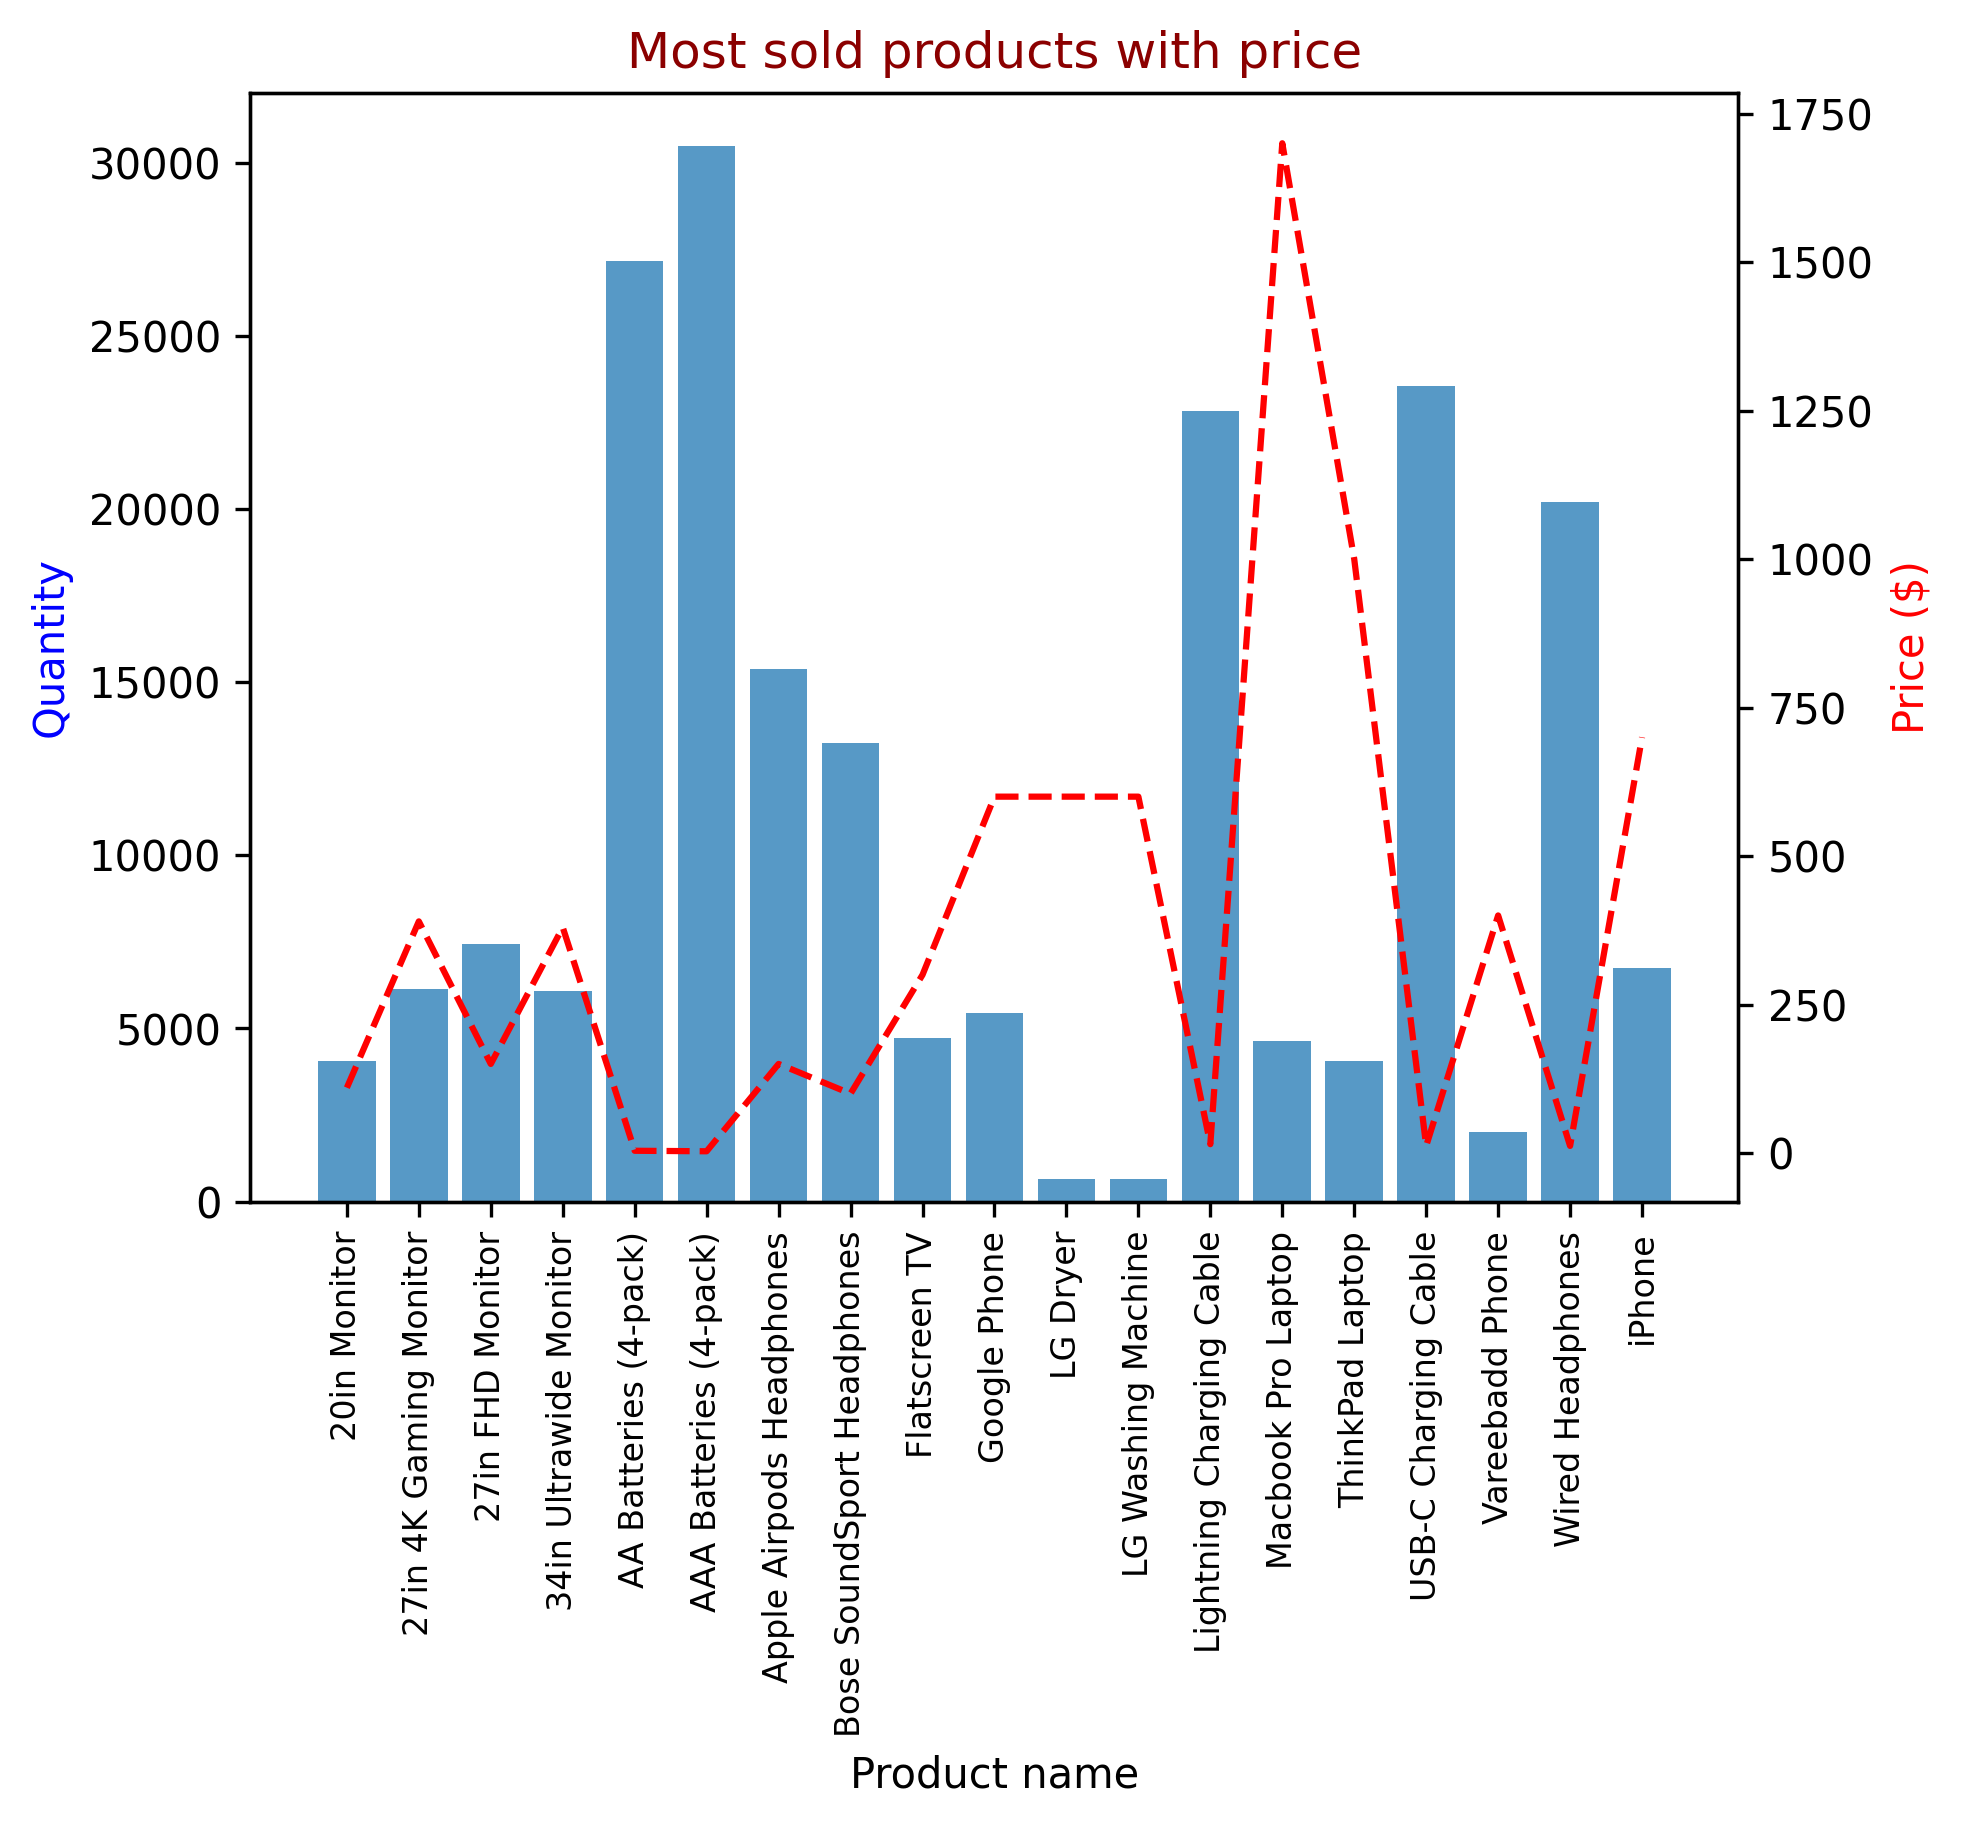 Most sold products with price
Quantity
30000
25000
20000
15000
10000
5000
0
1750
1500
1250
1000
750
500
250
0
Price ($)
20in Monitor
27in 4K Gaming Monitor
27in FHD Monitor
34in Ultrawide Monitor
AA Batteries (4-pack)
AAA Batteries (4-pack)
Apple Airpods Headphones
Bose SoundSport Headphones
Flatscreen TV
Google Phone
LG Dryer
LG Washing Machine
Lightning Charging Cable
Macbook Pro Laptop
ThinkPad Laptop
USB-C Charging Cable
Vareebadd Phone
Wired Headphones
iPhone
Product name